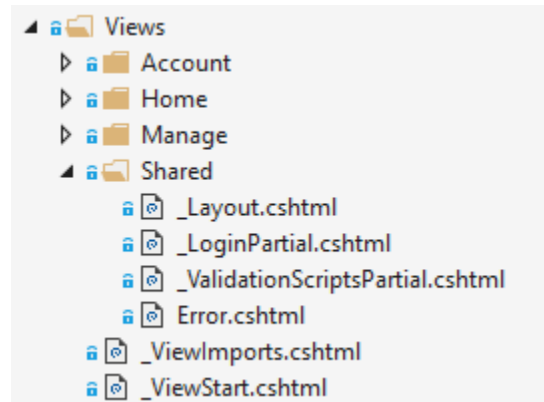 Views
Account
Home
Manage
Shared
_Layout.cshtml
_LoginPartial.cshtml
_ValidationScriptsPartial.cshtml
Error.cshtml
_ViewImports.cshtml
_ViewStart.cshtml